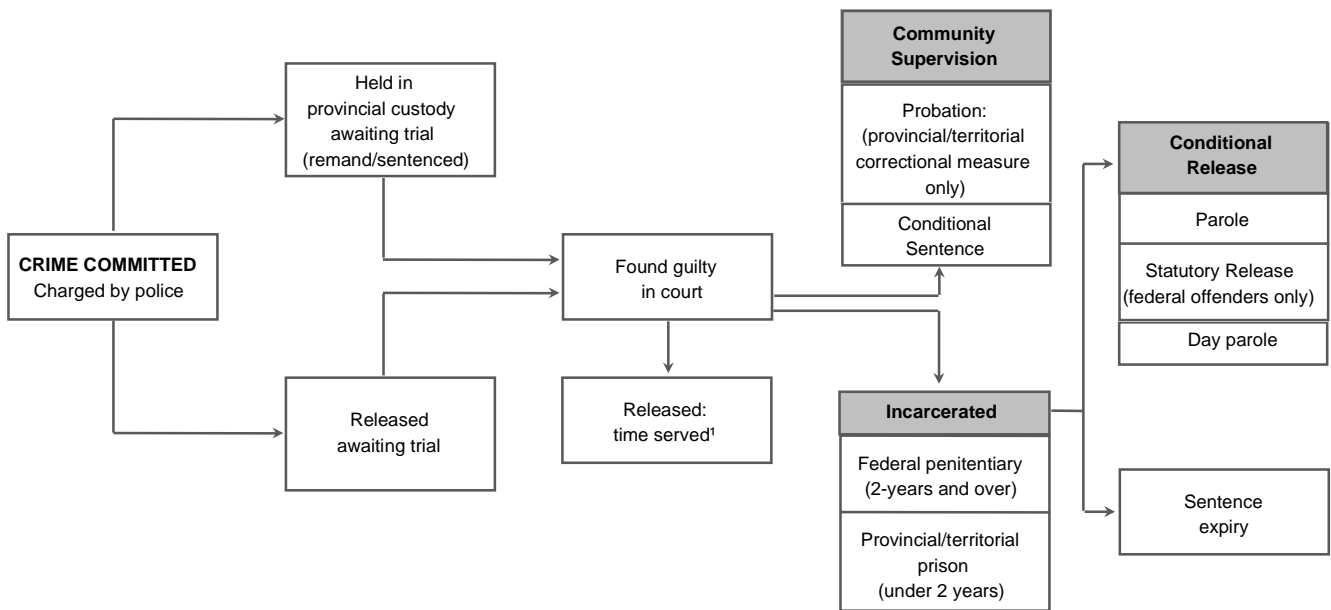 CRIME COMMITTED
Charged by police
Held in
provincial custody
awaiting trial
(remand/sentenced)
Released
awaiting trial
Found guilty
in court
Released:
time served¹
Community
Supervision
Probation:
(provincial/territorial
correctional measure
only)
Conditional
Sentence
Incarcerated
Federal penitentiary
(2-years and over)
Provincial/territorial
prison
(under 2 years)
Conditional
Release
Parole
Statutory Release
(federal offenders only)
Day parole
Sentence
expiry